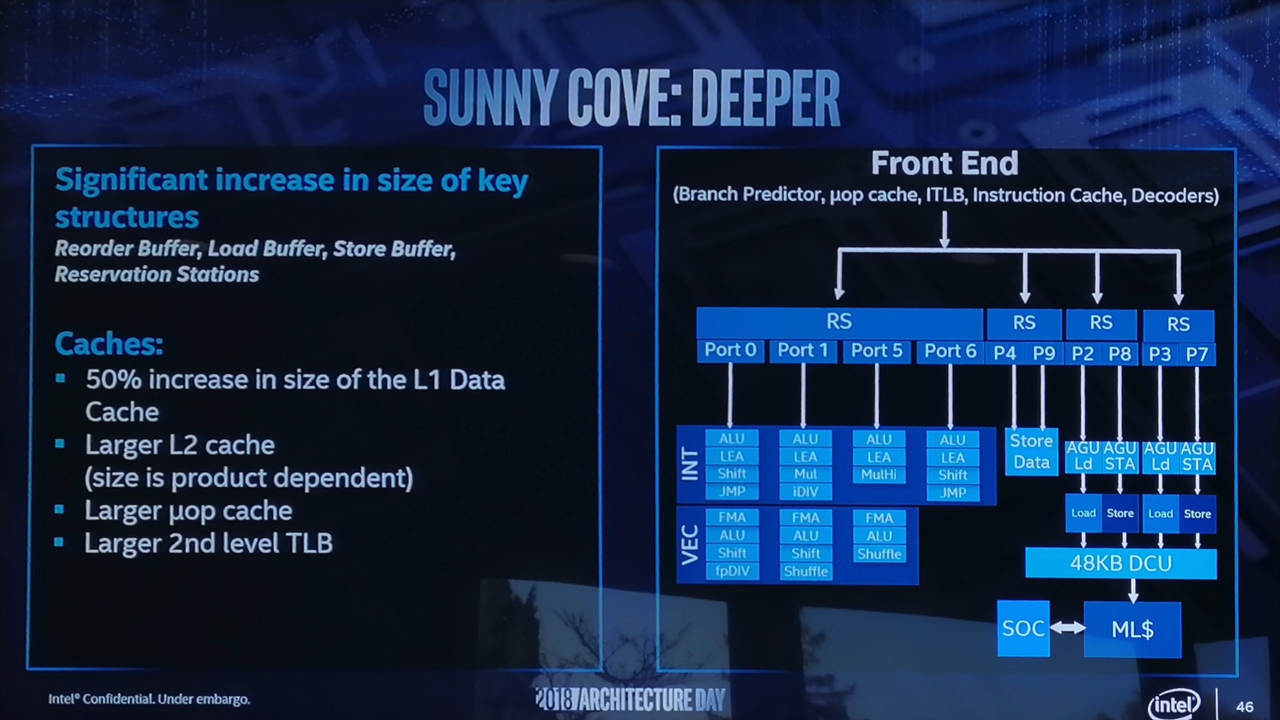 SUNNY COVE: DEEPER
Significant increase in size of key
structures
Reorder Buffer, Load Buffer, Store Buffer,
Reservation Stations
Caches:
50% increase in size of the L1 Data
Cache
Larger L2 cache
(size is product dependent)
Larger µop cache
Larger 2nd level TLB
Front End
(Branch Predictor, µop cache, ITLB, Instruction Cache, Decoders)
RS RS RS RS
Port 0 Port 1 Port 5 Port 6 P4 P9 P2 P8 P3 P7
INT
ALU ALU ALU ALU
LEA LEA LEA LEA
Shift Mul MulHi Shift
JMP iDIV JMP
Store
Data
AGU AGU AGU AGU
Ld STA Ld STA
VEC
FMA FMA FMA
ALU ALU ALU
Shift Shift Shuffle
fpDIV Shuffle
Load Store Load Store
48KB DCU
SOC ML$
Intel® Confidential. Under embargo.
2018 ARCHITECTURE DAY
intel
46